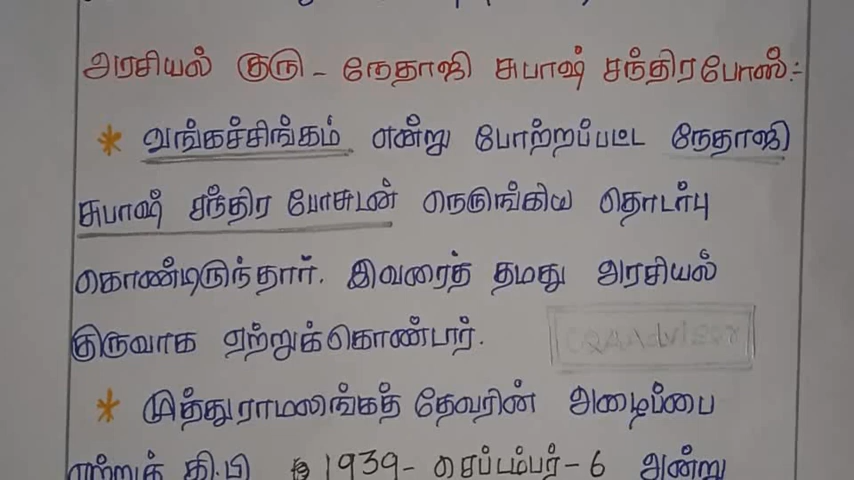 அரசியல் குரு - நேதாஜி சுபாஷ் சந்திரபோஸ்:-
* வங்கச்சிங்கம் என்று போற்றப்பட்ட நேதாஜி
சுபாஷ் சந்திர போசுடன் நெருங்கிய தொடர்பு
கொண்டிருந்தார். இவரைத் தமது அரசியல்
குருவாக ஏற்றுக்கொண்டார்.
CQAAdvisor
* முத்துராமலிங்கத் தேவரின் அழைப்பை
ஏற்றுக் கி.பி 1939- செப்டம்பர் - 6 அன்று